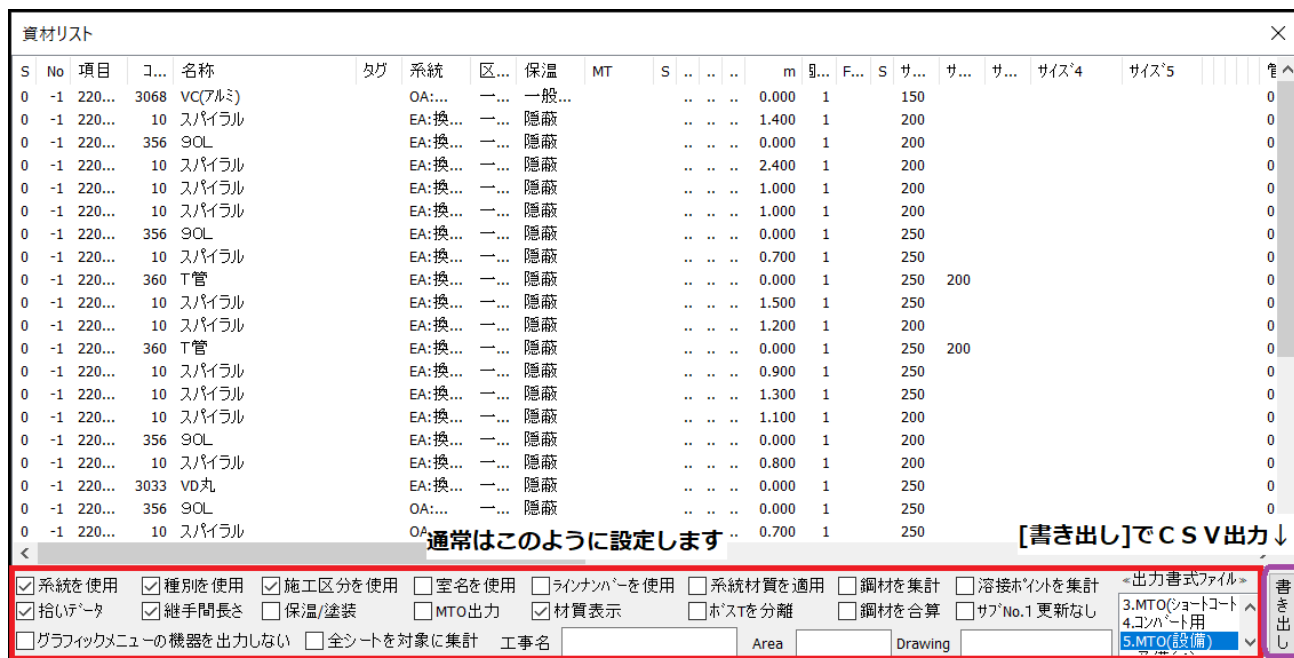 資材リスト
S No 項目 コ... 名称 タグ 系統 区... 保温 MT S .. .. .. m ... F... S サ... サ... サ... サイズ4 サイズ5
0 -1 220... 3068 VC(アルミ) OA:... 一... 一般... .. .. .. 0.000 1 150 0
0 -1 220... 10 スパイラル EA:換... 一... 隠蔽 .. .. .. 1.400 1 200 0
0 -1 220... 356 90L EA:換... 一... 隠蔽 .. .. .. 0.000 1 200 0
0 -1 220... 10 スパイラル EA:換... 一... 隠蔽 .. .. .. 2.400 1 200 0
0 -1 220... 10 スパイラル EA:換... 一... 隠蔽 .. .. .. 1.000 1 200 0
0 -1 220... 10 スパイラル EA:換... 一... 隠蔽 .. .. .. 1.000 1 200 0
0 -1 220... 356 90L EA:換... 一... 隠蔽 .. .. .. 0.000 1 250 0
0 -1 220... 10 スパイラル EA:換... 一... 隠蔽 .. .. .. 0.700 1 250 0
0 -1 220... 360 T管 EA:換... 一... 隠蔽 .. .. .. 0.000 1 250 200 0
0 -1 220... 10 スパイラル EA:換... 一... 隠蔽 .. .. .. 1.500 1 250 0
0 -1 220... 10 スパイラル EA:換... 一... 隠蔽 .. .. .. 1.200 1 200 0
0 -1 220... 360 T管 EA:換... 一... 隠蔽 .. .. .. 0.000 1 250 200 0
0 -1 220... 10 スパイラル EA:換... 一... 隠蔽 .. .. .. 0.900 1 250 0
0 -1 220... 10 スパイラル EA:換... 一... 隠蔽 .. .. .. 1.300 1 250 0
0 -1 220... 10 スパイラル EA:換... 一... 隠蔽 .. .. .. 1.100 1 200 0
0 -1 220... 356 90L EA:換... 一... 隠蔽 .. .. .. 0.000 1 200 0
0 -1 220... 10 スパイラル EA:換... 一... 隠蔽 .. .. .. 0.800 1 200 0
0 -1 220... 3033 VD丸 EA:換... 一... 隠蔽 .. .. .. 0.000 1 250 0
0 -1 220... 356 90L OA:... 一... 隠蔽 .. .. .. 0.000 1 250 0
0 -1 220... 10 スパイラル OA .. 0.700 1 250 0
通常はこのように設定します
[書き出し]でCSV出力↓
系統を使用 種別を使用 施工区分を使用 室名を使用 ラインナンバーを使用 系統材質を適用 鋼材を集計 溶接ポイントを集計 <出力書式ファイル>
拾いデータ 継手間長さ 保温/塗装 MTO出力 材質表示 ボスTを分離 鋼材を合算 サブNo.1更新なし
3.MTO(ショートコート
4.コンバート用
5.MTO(設備)
グラフィックメニューの機器を出力しない 全シートを対象に集計 工事名 Area Drawing
書き出し